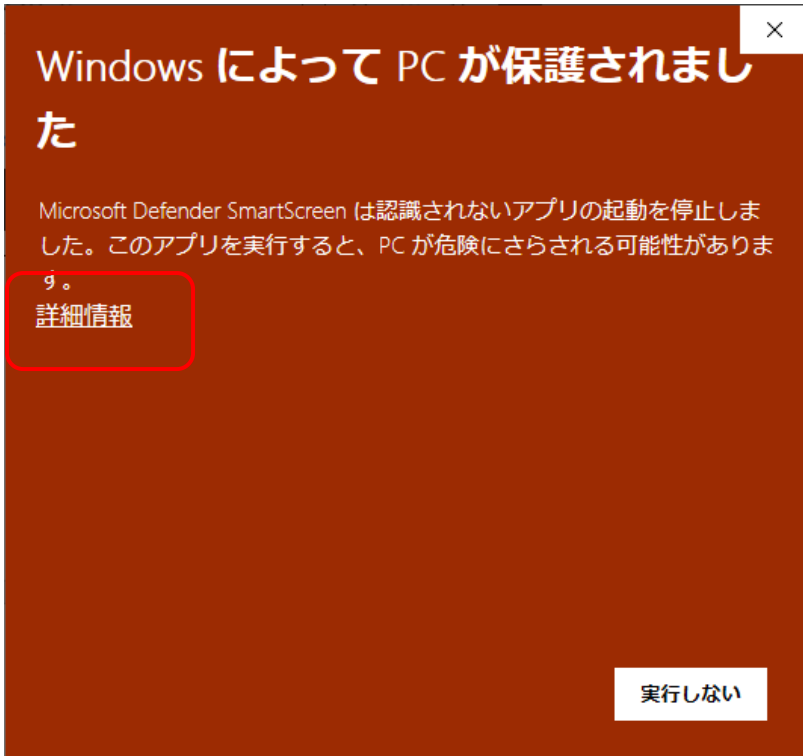 Windows によって PC が保護されまし
た
Microsoft Defender SmartScreen は認識されないアプリの起動を停止しま
した。このアプリを実行すると、PC が危険にさらされる可能性がありま
す。
詳細情報
実行しない